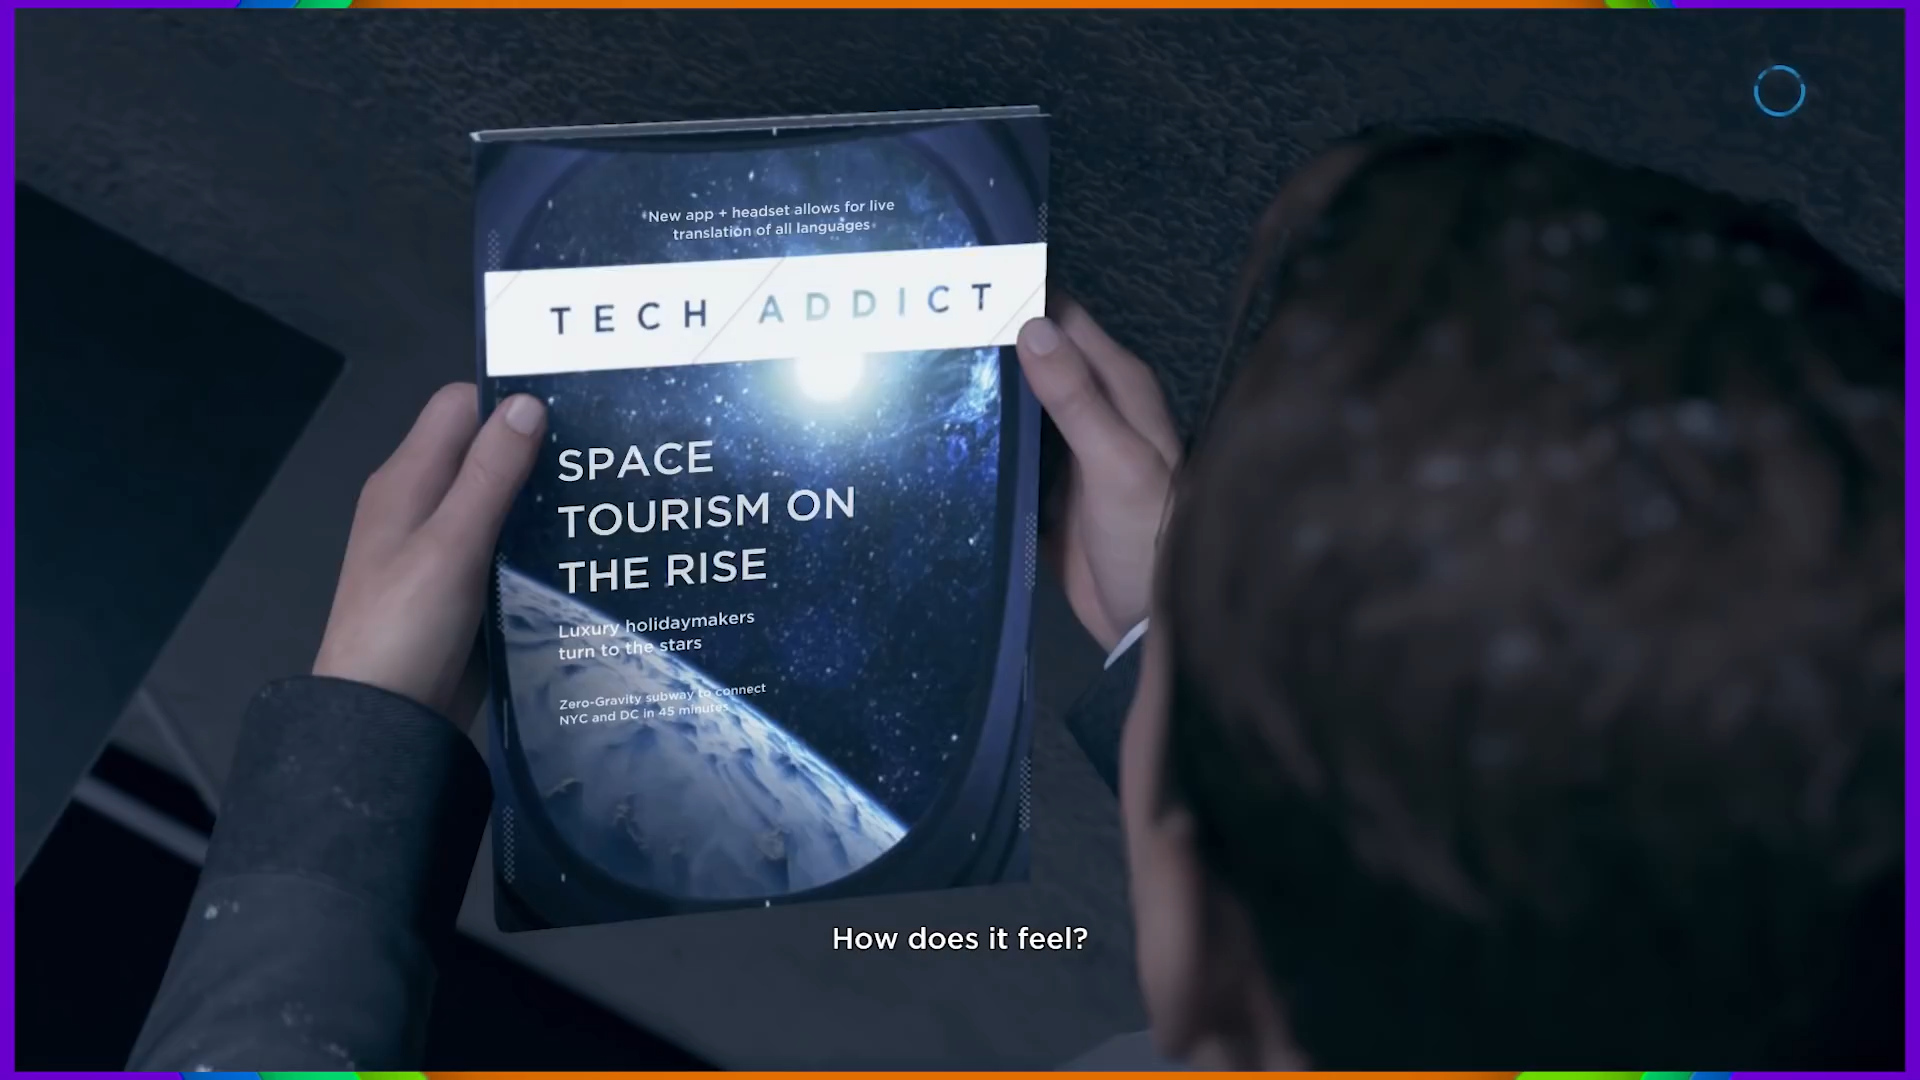 New app + headset allows for live
translation of all languages
TECH ADDICT
SPACE
TOURISM ON
THE RISE
Luxury holidaymakers
turn to the stars
Zero-Gravity subway to connect
NYC and DC in 45 minutes
How does it feel?